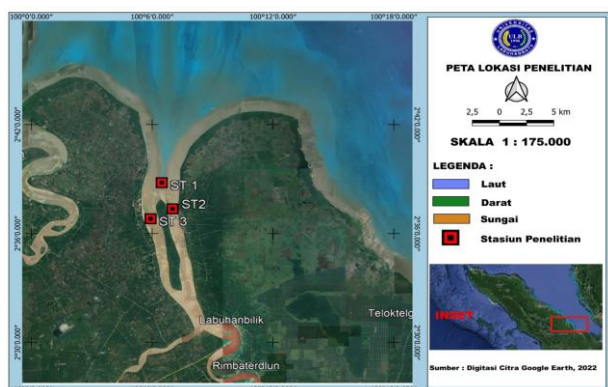 100°0'0.000"
100°6'0.000"
100°12'0.000"
100°18'0.000"
2°42'0.000"
2°42'0.000"
ST 1
ST2
ST 3
2°36'0.000"
2°36'0.000"
Labuhanbilik
Teloktelg
2°30'0.000"
2°30'0.000"
Rimbaterdlun
ULB
PETA LOKASI PENELITIAN
2,5 0 2,5 5 km
SKALA 1 : 175.000
LEGENDA :
Laut
Darat
Sungai
Stasiun Penelitian
INSET
Sumber : Digitasi Citra Google Earth, 2022